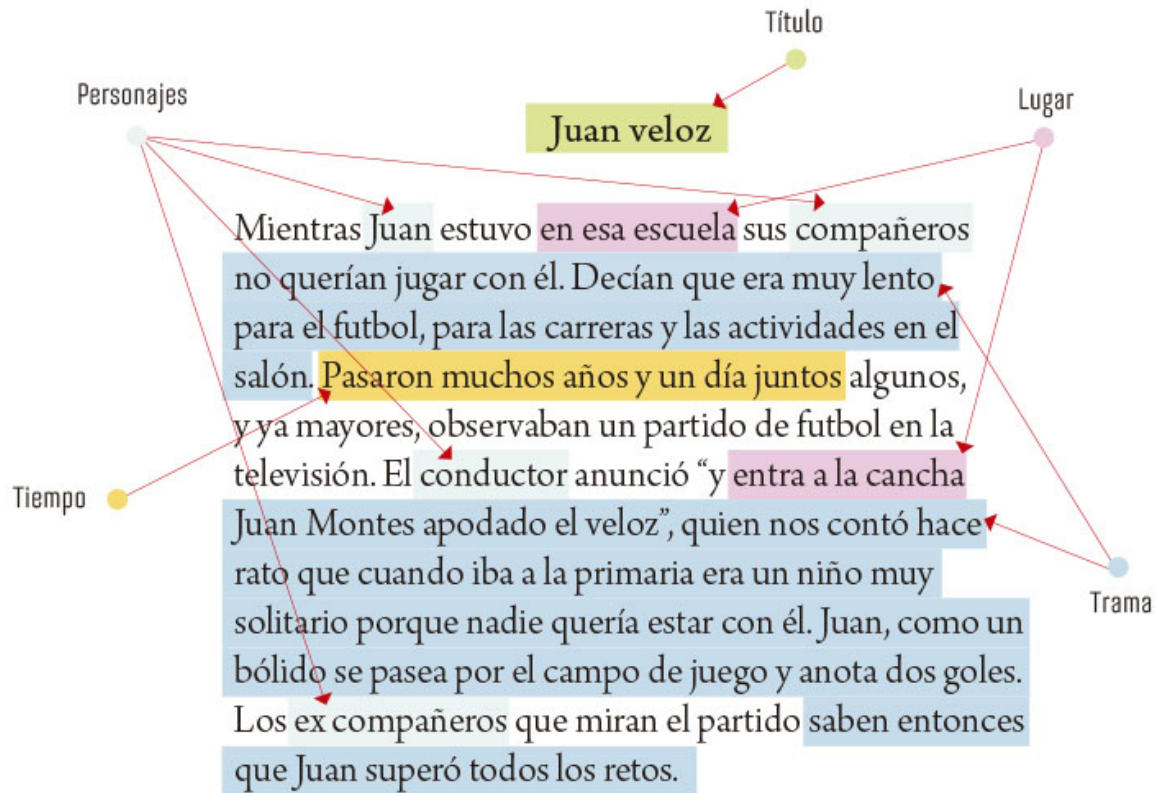 Título
Personajes
Lugar
Juan veloz
Mientras Juan estuvo en esa escuela sus compañeros
no querían jugar con él. Decían que era muy lento
para el futbol, para las carreras y las actividades en el
salón. Pasaron muchos años y un día juntos algunos,
y ya mayores, observaban un partido de futbol en la
televisión. El conductor anunció “y entra a la cancha
Tiempo
Juan Montes apodado el veloz”, quien nos contó hace
rato que cuando iba a la primaria era un niño muy
Trama
solitario porque nadie quería estar con él. Juan, como un
bólido se pasea por el campo de juego y anota dos goles.
Los ex compañeros que miran el partido saben entonces
que Juan superó todos los retos.